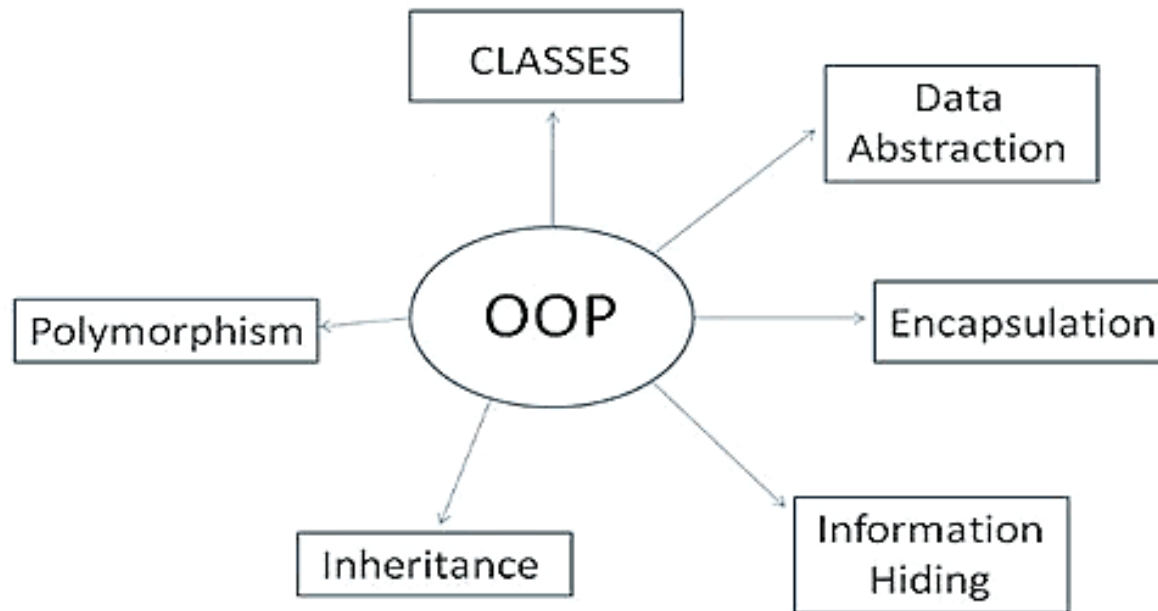 CLASSES
Data
Abstraction
OOP
Polymorphism
Encapsulation
Inheritance
Information
Hiding